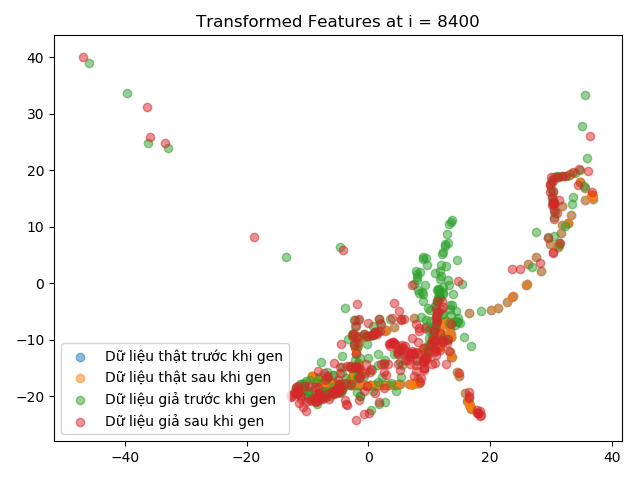 Transformed Features at i = 8400
40
30
20
10
0
−10
−20
Dữ liệu thật trước khi gen
Dữ liệu thật sau khi gen
Dữ liệu giả trước khi gen
Dữ liệu giả sau khi gen
−40 −20 0 20 40